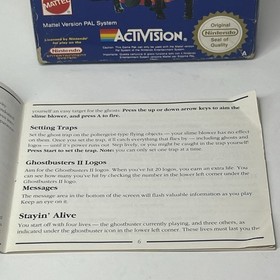 MATTEL
Mattel Version PAL System
Licensed by Nintendo
for play on the
Nintendo
ACTIVISION.
Original
Nintendo
Seal of
Quality
yourself an easy target for the ghosts. Press the up or down arrow keys to aim the
slime blower, and press A to fire.
Setting Traps
Set the ghost trap on the poltergeist-type flying objects — your slime blower has no effect
on them. Once you set the trap, it'll catch everything that flies by — including ghosts and
logos — until it's power runs out. Step lively, or you might be caught in the trap yourself!
Press Start to set the trap. Note: you can only set one trap at a time.
Ghostbusters II Logos
Aim for the Ghostbusters II logos. When you've hit 20 logos, you earn an extra life. You
can see how many you've hit by checking the number in the lower left corner under the
Ghostbusters II logo.
Messages
The message area in the bottom of the screen will flash valuable information as you play.
Keep an eye on it.
Stayin' Alive
You start off with four lives — the ghostbuster currently playing, and three others, as
indicated under the ghostbuster icon in the lower left corner. These lives must last you the
6